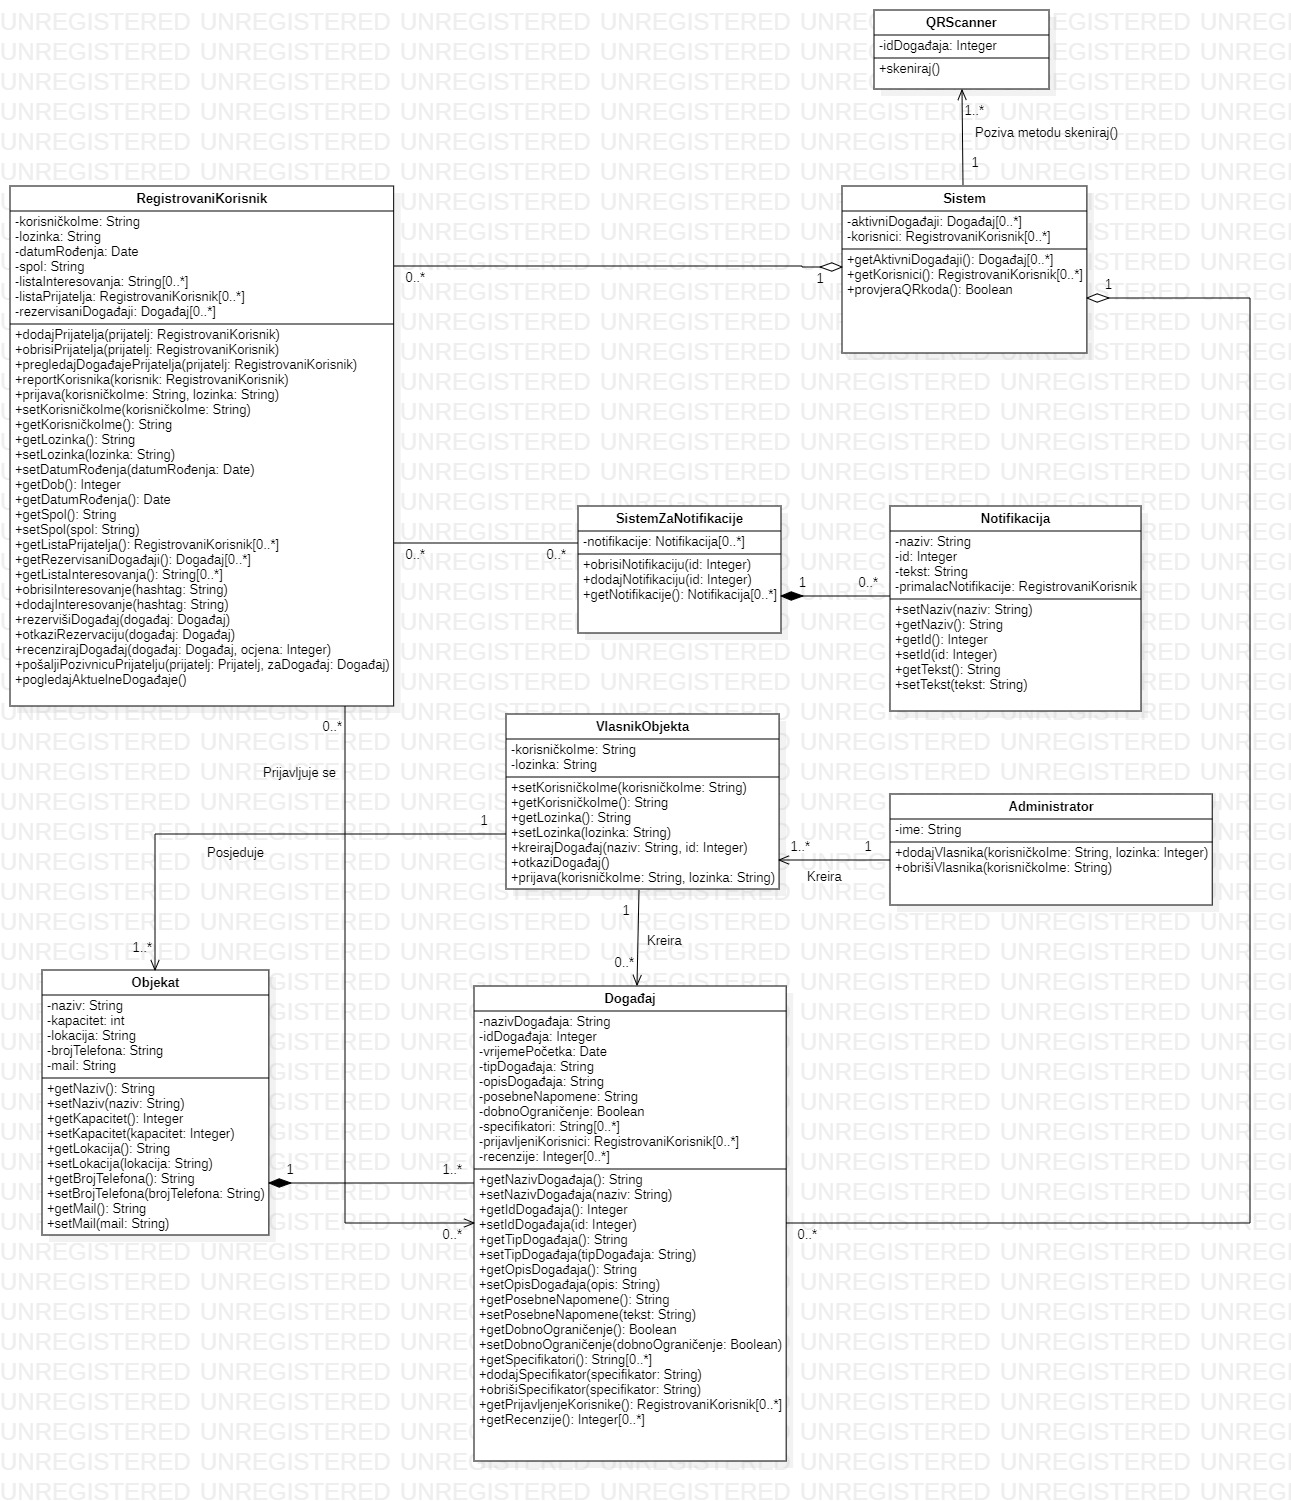 QRScanner
-idDogađaja: Integer
+skeniraj()
1..*
Poziva metodu skeniraj()
1
Sistem
-aktivniDogađaji: Događaj[0..*]
-korisnici: RegistrovaniKorisnik[0..*]
+getAktivniDogađaji(): Događaj[0..*]
+getKorisnici(): RegistrovaniKorisnik[0..*]
+provjeraQRkoda(): Boolean
1
1
0..*
RegistrovaniKorisnik
-korisničkoIme: String
-lozinka: String
-datumRođenja: Date
-spol: String
-listaInteresovanja: String[0..*]
-listaPrijatelja: RegistrovaniKorisnik[0..*]
-rezervisaniDogađaji: Događaj[0..*]
+dodajPrijatelja(prijatelj: RegistrovaniKorisnik)
+obrisiPrijatelja(prijatelj: RegistrovaniKorisnik)
+pregledajDogađajePrijatelja(prijatelj: RegistrovaniKorisnik)
+reportKorisnika(korisnik: RegistrovaniKorisnik)
+prijava(korisničkoIme: String, lozinka: String)
+setKorisničkoIme(korisničkoIme: String)
+getKorisničkoIme(): String
+getLozinka(): String
+setLozinka(lozinka: String)
+setDatumRođenja(datumRođenja: Date)
+getDob(): Integer
+getDatumRođenja(): Date
+getSpol(): String
+setSpol(spol: String)
+getListaPrijatelja(): RegistrovaniKorisnik[0..*]
+getRezervisaniDogađaji(): Događaj[0..*]
+getListaInteresovanja(): String[0..*]
+obrisiInteresovanje(hashtag: String)
+dodajInteresovanje(hashtag: String)
+rezervišiDogađaj(događaj: Događaj)
+otkaziRezervaciju(događaj: Događaj)
+recenzirajDogađaj(događaj: Događaj, ocjena: Integer)
+pošaljiPozivnicuPrijatelju(prijatelj: Prijatelj, zaDogađaj: Događaj)
+pogledajAktuelneDogađaje()
0..*
0..*
SistemZaNotifikacije
-notifikacije: Notifikacija[0..*]
+obrisiNotifikaciju(id: Integer)
+dodajNotifikaciju(id: Integer)
+getNotifikacije(): Notifikacija[0..*]
1
0..*
Notifikacija
-naziv: String
-id: Integer
-tekst: String
-primalacNotifikacije: RegistrovaniKorisnik
+setNaziv(naziv: String)
+getNaziv(): String
+getId(): Integer
+setId(id: Integer)
+getTekst(): String
+setTekst(tekst: String)
0..*
Prijavljuje se
VlasnikObjekta
-korisničkoIme: String
-lozinka: String
+setKorisničkoIme(korisničkoIme: String)
+getKorisničkoIme(): String
+getLozinka(): String
+setLozinka(lozinka: String)
+kreirajDogađaj(naziv: String, id: Integer)
+otkaziDogađaj()
+prijava(korisničkoIme: String, lozinka: String)
1
Posjeduje
1..*
1..*
1
Kreira
Administrator
-ime: String
+dodajVlasnika(korisničkoIme: String, lozinka: Integer)
+obrišiVlasnika(korisničkoIme: String)
1
Kreira
0..*
Objekat
-naziv: String
-kapacitet: int
-lokacija: String
-brojTelefona: String
-mail: String
+getNaziv(): String
+setNaziv(naziv: String)
+getKapacitet(): Integer
+setKapacitet(kapacitet: Integer)
+getLokacija(): String
+setLokacija(lokacija: String)
+getBrojTelefona(): String
+setBrojTelefona(brojTelefona: String)
+getMail(): String
+setMail(mail: String)
1
1..*
0..*
Događaj
-nazivDogađaja: String
-idDogađaja: Integer
-vrijemePočetka: Date
-tipDogađaja: String
-opisDogađaja: String
-posebneNapomene: String
-dobnoOgraničenje: Boolean
-specifikatori: String[0..*]
-prijavljeniKorisnici: RegistrovaniKorisnik[0..*]
-recenzije: Integer[0..*]
+getNazivDogađaja(): String
+setNazivDogađaja(naziv: String)
+getIdDogađaja(): Integer
+setIdDogađaja(id: Integer)
+getTipDogađaja(): String
+setTipDogađaja(tipDogađaja: String)
+getOpisDogađaja(): String
+setOpisDogađaja(opis: String)
+getPosebneNapomene(): String
+setPosebneNapomene(tekst: String)
+getDobnoOgraničenje(): Boolean
+setDobnoOgraničenje(dobnoOgraničenje: Boolean)
+getSpecifikatori(): String[0..*]
+dodajSpecifikator(specifikator: String)
+obrišiSpecifikator(specifikator: String)
+getPrijavljenjeKorisnike(): RegistrovaniKorisnik[0..*]
+getRecenzije(): Integer[0..*]
0..*